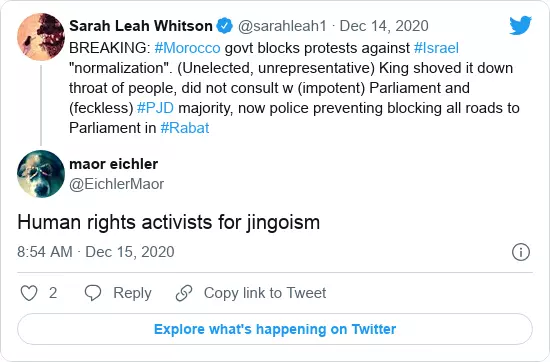 Sarah Leah Whitson @sarahleah1 · Dec 14, 2020
BREAKING: #Morocco govt blocks protests against #Israel
"normalization". (Unelected, unrepresentative) King shoved it down
throat of people, did not consult w (impotent) Parliament and
(feckless) #PJD majority, now police preventing blocking all roads to
Parliament in #Rabat
maor eichler
@EichlerMaor
Human rights activists for jingoism
8:54 AM · Dec 15, 2020
2 Reply Copy link to Tweet
Explore what's happening on Twitter